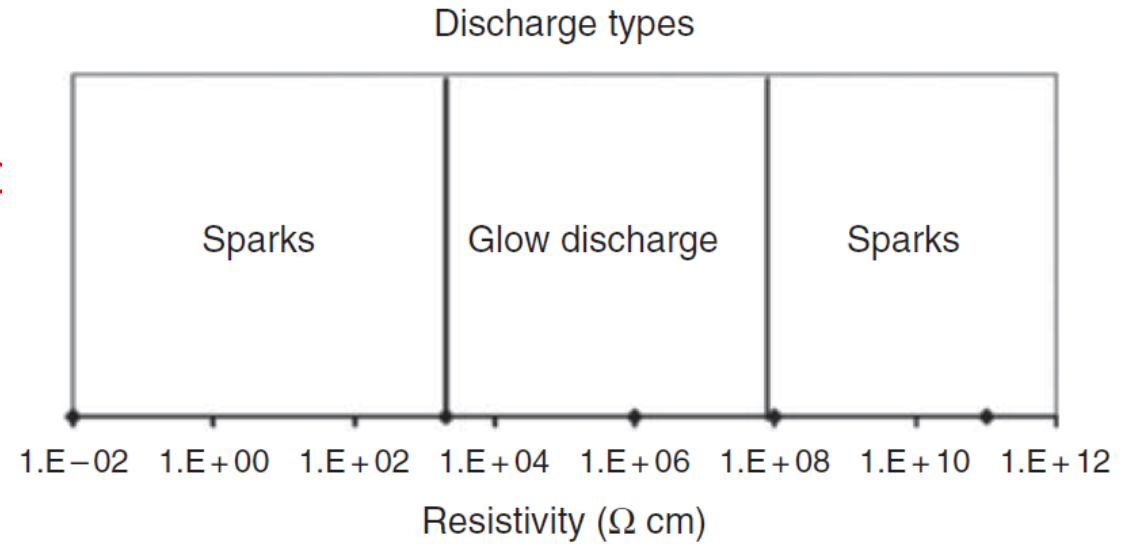 Discharge types
Sparks Glow discharge Sparks
1.E−02 1.E+00 1.E+02 1.E+04 1.E+06 1.E+08 1.E+10 1.E+12
Resistivity (Ω cm)